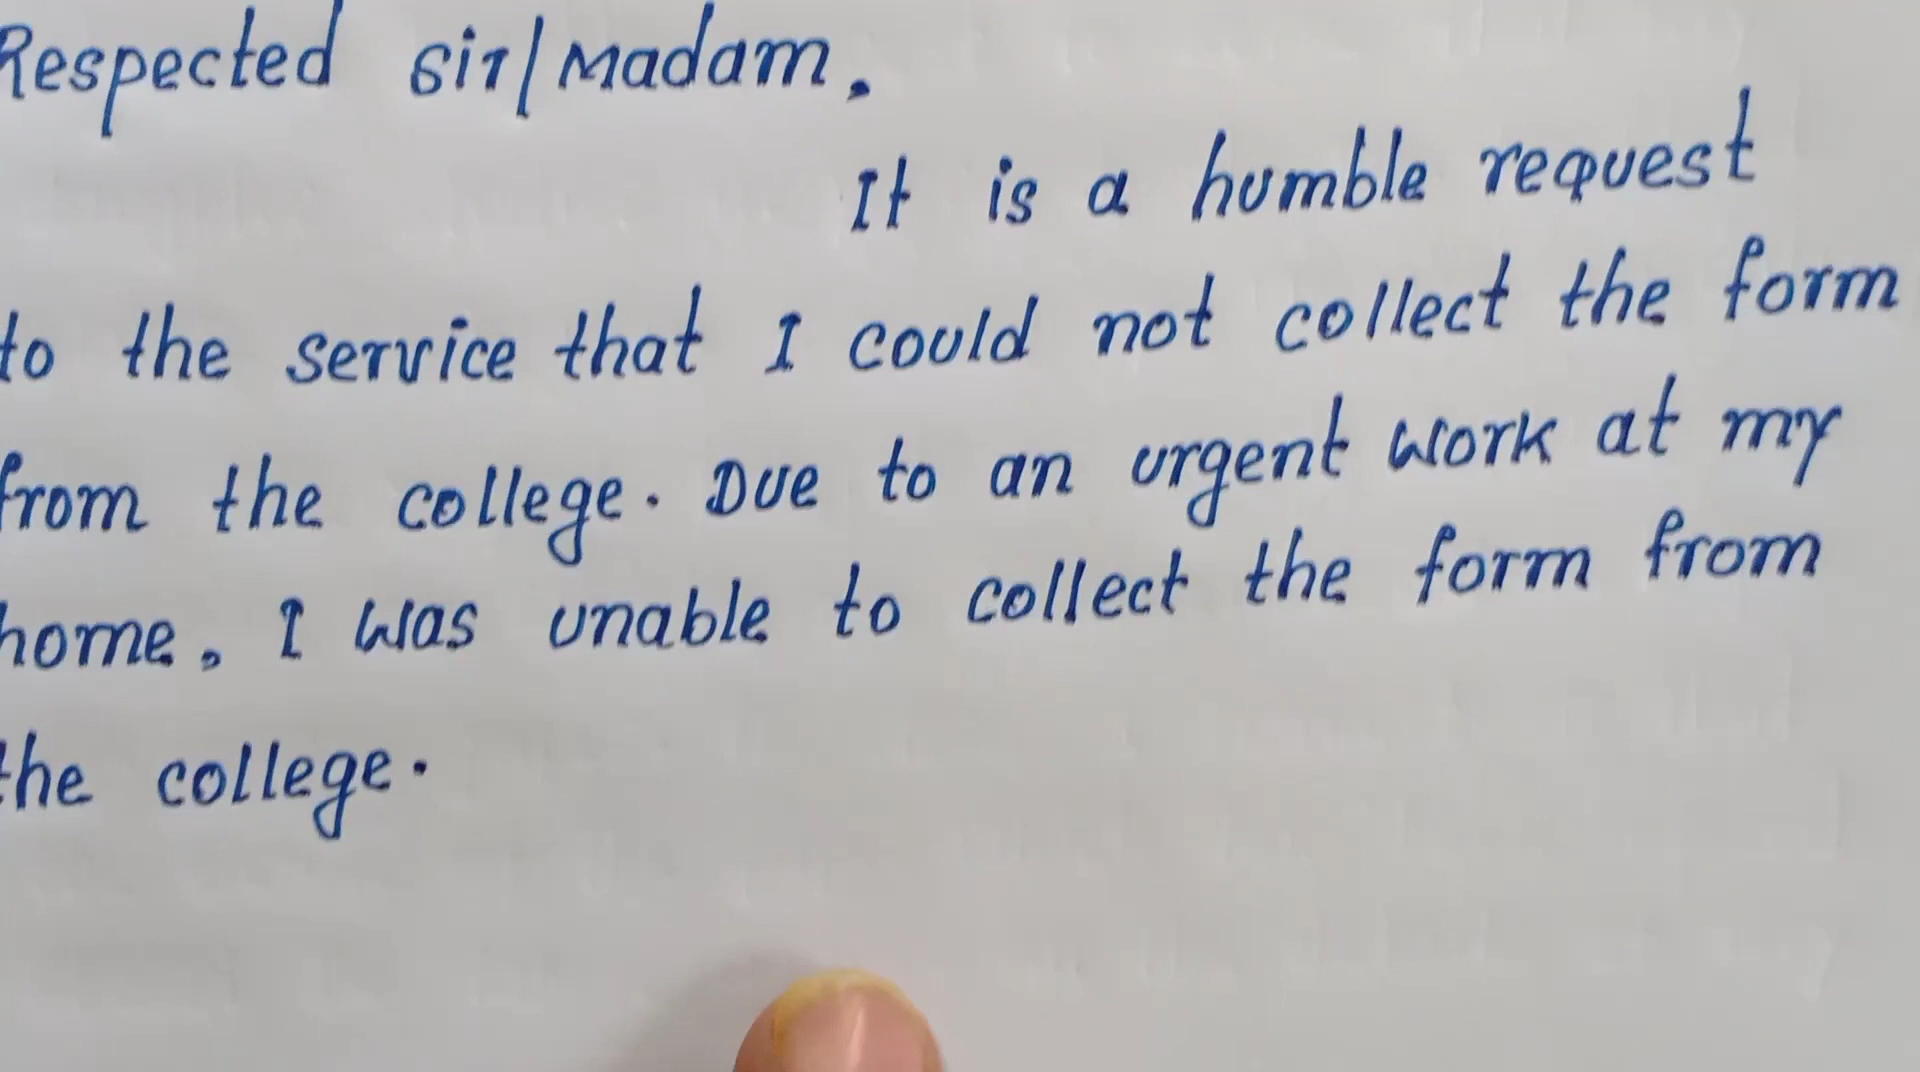 Respected sir/Madam,
It is a humble request
to the service that I could not collect the form
from the college. Due to an urgent work at my
home, I was unable to collect the form from
the college.